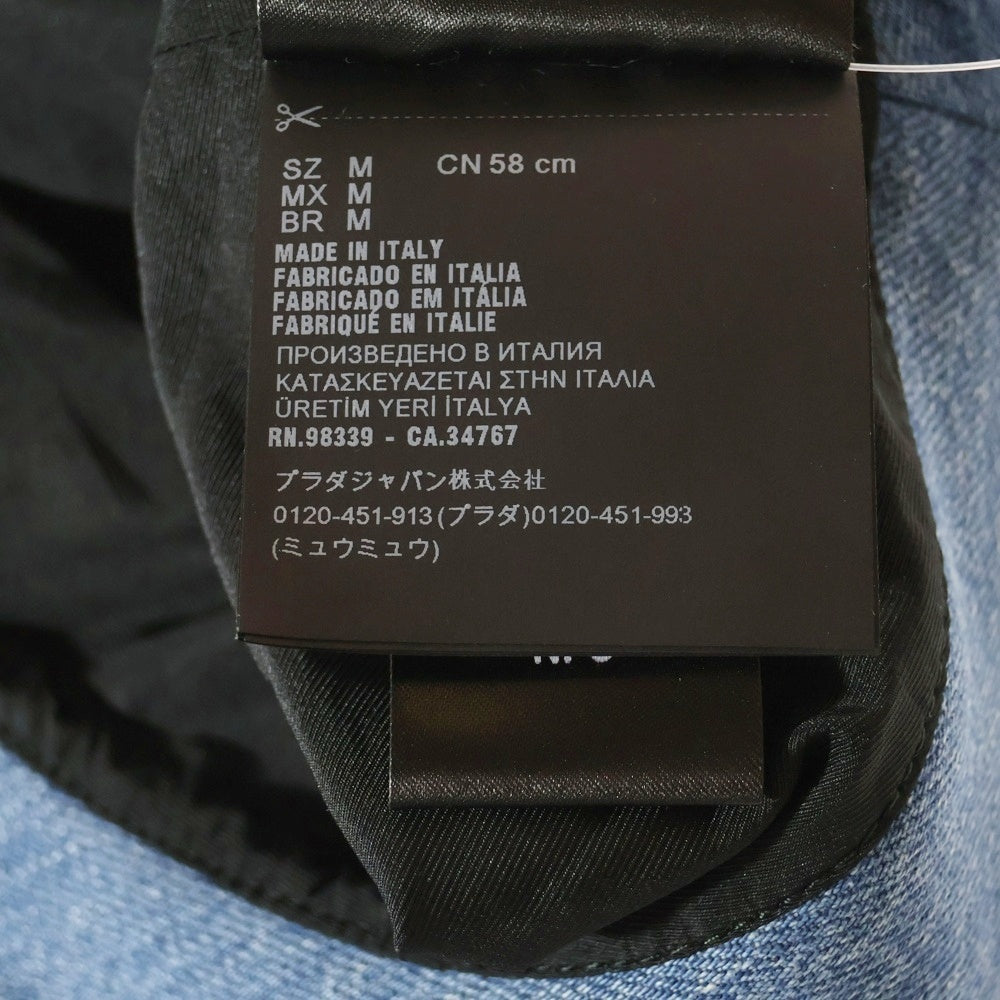 SZ M CN 58 cm
MX M
BR M
MADE IN ITALY
FABRICADO EN ITALIA
FABRICADO EM ITÁLIA
FABRIQUÉ EN ITALIE
ПРОИЗВЕДЕНО В ИТАЛИЯ
ΚΑΤΑΣΚΕΥΑΖΕΤΑΙ ΣΤΗΝ ΙΤΑΛΙΑ
ÜRETİM YERİ İTALYA
RN.98339 - CA.34767
プラダジャパン株式会社
0120-451-913(プラダ)0120-451-993
(ミュウミュウ)